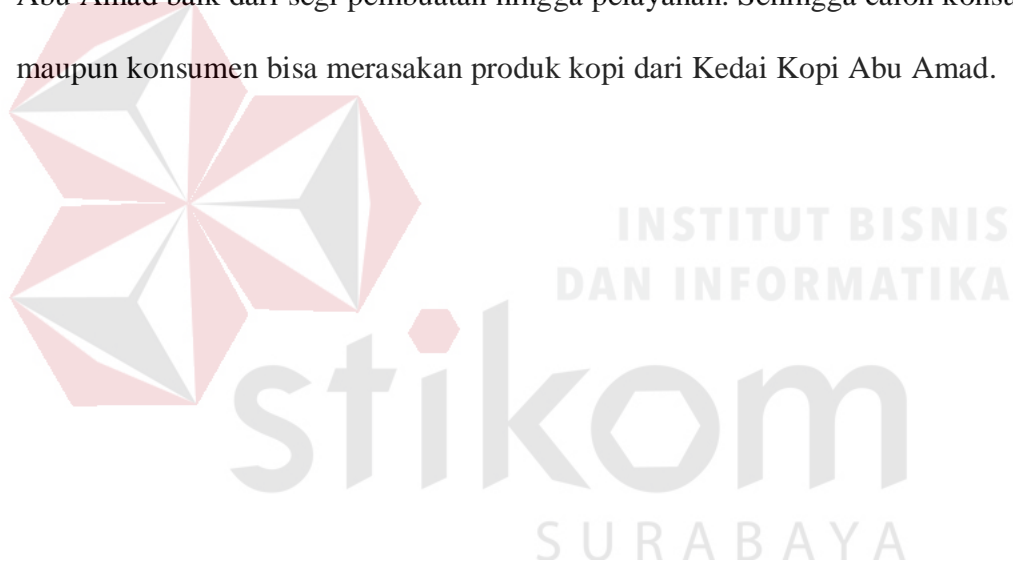 Abu Amad baik dari segi pembuatan hingga pelayanan. Sehingga calon
maupun konsumen bisa merasakan produk kopi dari Kedai Kopi Abu Amad.
INSTITUT BISNIS
DAN INFORMATIKA
stikom
SURABAYA